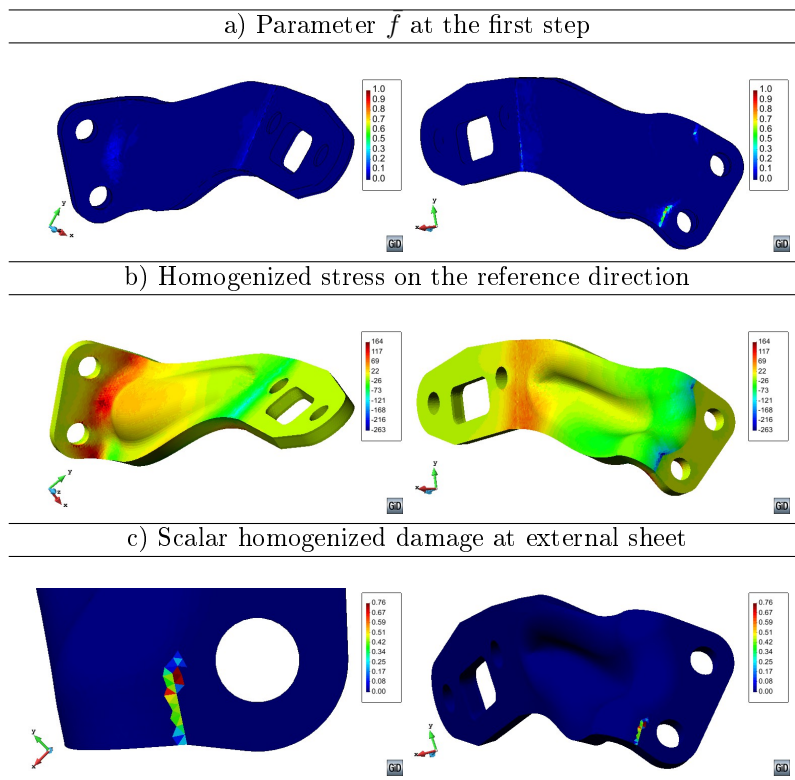 a) Parameter f̄ at the first step
1.0
0.9
0.8
0.7
0.6
0.5
0.4
0.3
0.2
0.1
0.0
y
x
GiD
1.0
0.9
0.8
0.7
0.6
0.5
0.4
0.3
0.2
0.1
0.0
y
x
GiD
b) Homogenized stress on the reference direction
164
117
69
22
-26
-73
-121
-168
-216
-263
y
z
x
GiD
164
117
69
22
-26
-73
-121
-168
-216
-263
y
x
GiD
c) Scalar homogenized damage at external sheet
0.76
0.67
0.59
0.51
0.42
0.34
0.25
0.17
0.08
0.00
y
x
GiD
0.76
0.67
0.59
0.51
0.42
0.34
0.25
0.17
0.08
0.00
y
x
GiD